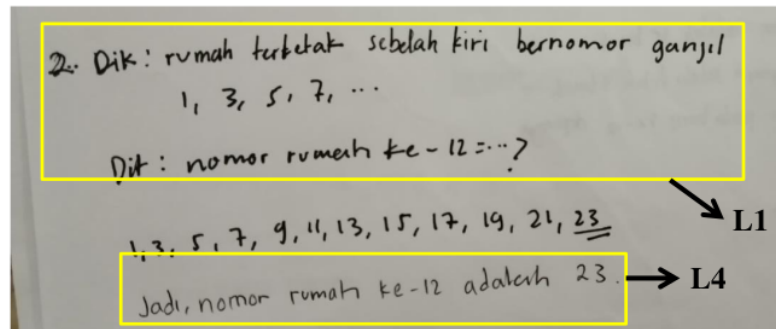 2. Dik : rumah terletak sebelah kiri bernomor ganjil
1, 3, 5, 7, ...
Dit : nomor rumah ke - 12 = ... ?
1, 3, 5, 7, 9, 11, 13, 15, 17, 19, 21, 23
L1
Jadi, nomor rumah ke-12 adalah 23.
L4